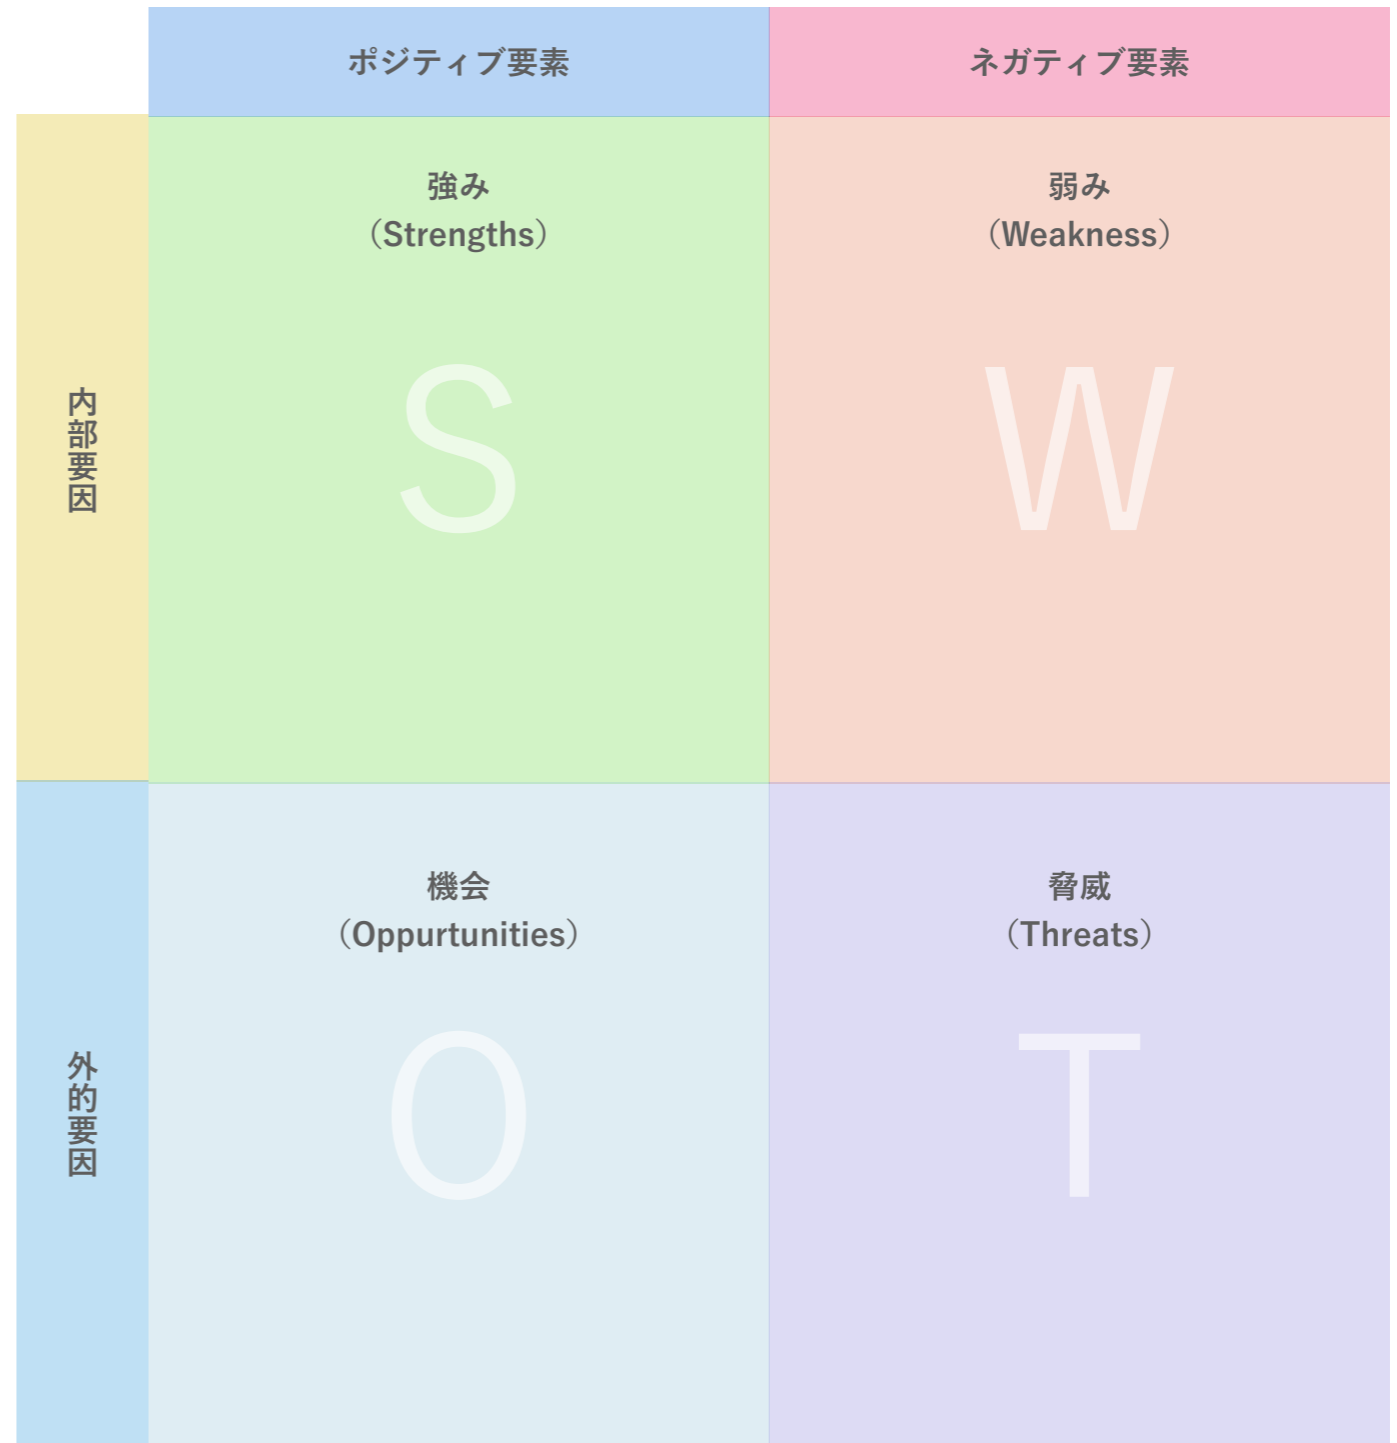 ポジティブ要素
ネガティブ要素
内部要因
強み
（Strengths）
S
弱み
（Weakness）
W
外的要因
機会
（Oppurtunities）
O
脅威
（Threats）
T